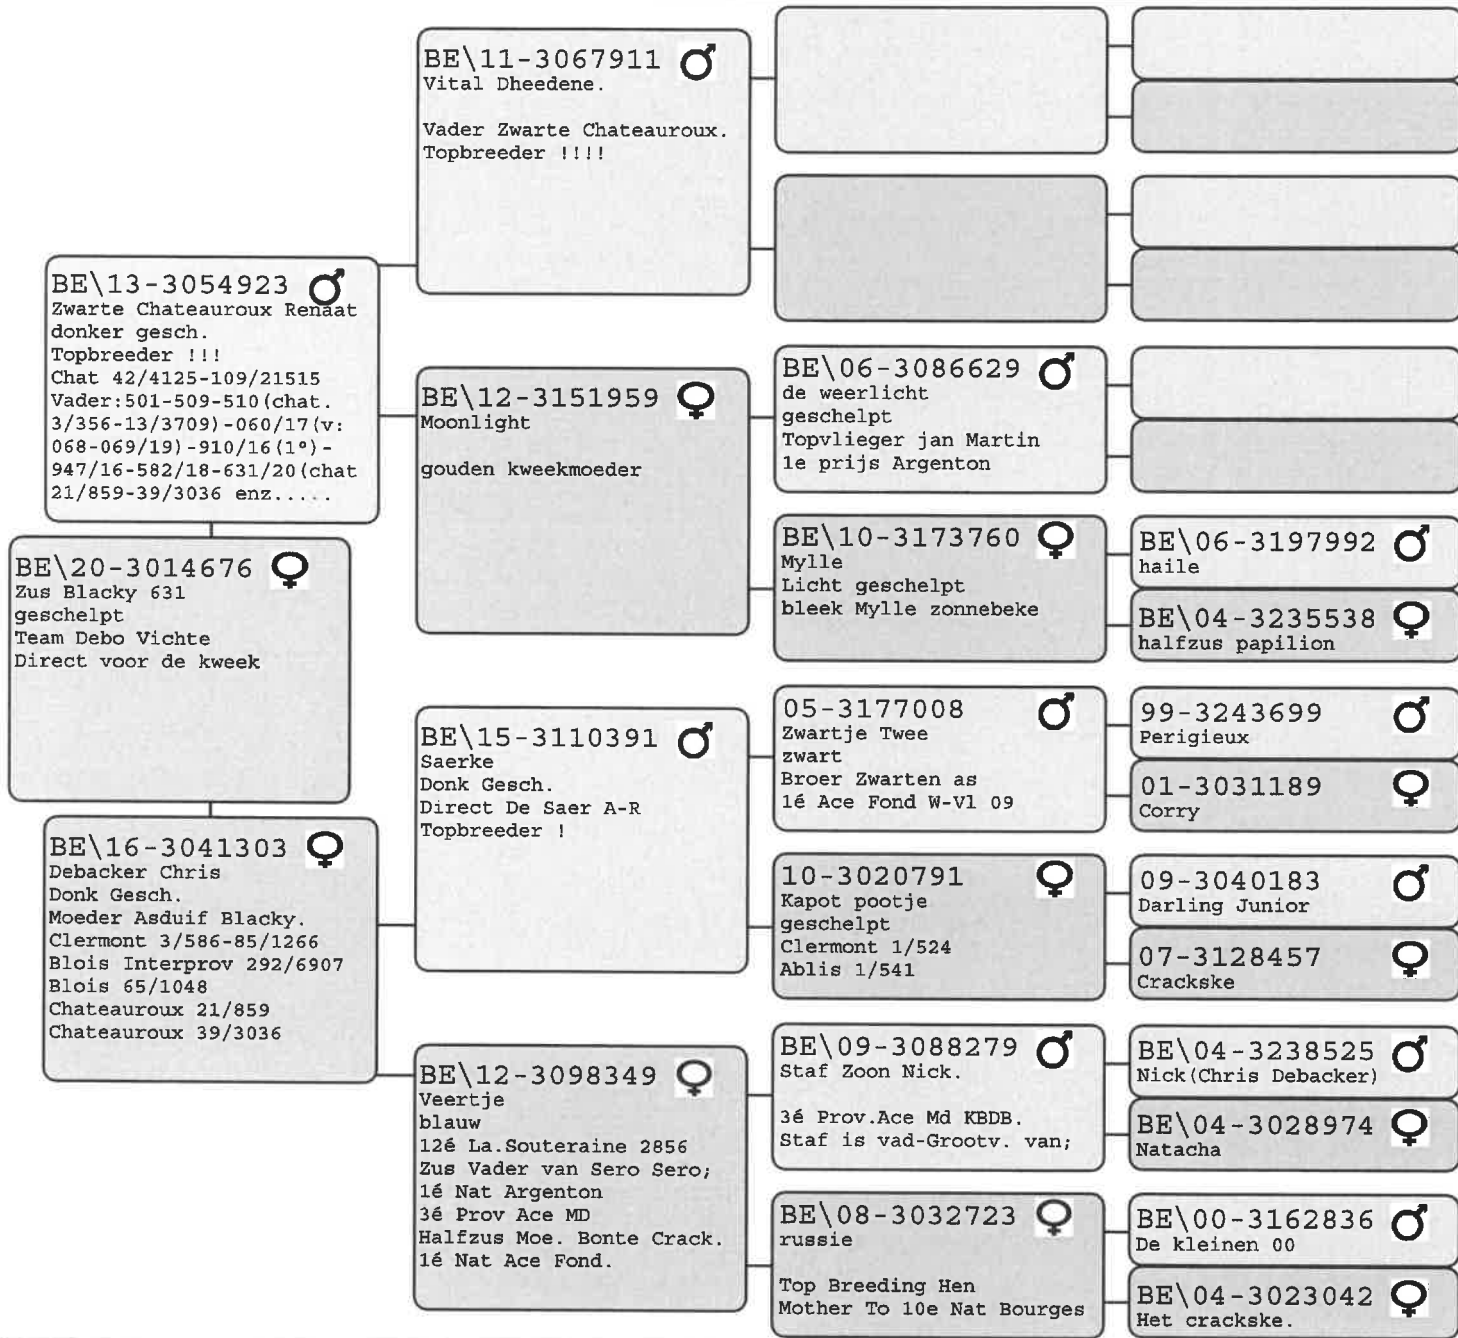 BE\11-3067911
Vital Dheedene.
Vader Zwarte Chateauroux.
Topbreeder !!!!
BE\13-3054923
Zwarte Chateauroux Renaat
donker gesch.
Topbreeder !!!
Chat 42/4125-109/21515
Vader:501-509-510(chat.
3/356-13/3709)-060/17(v:
068-069/19)-910/16(1°)-
947/16-582/18-631/20(chat
21/859-39/3036 enz.....
BE\12-3151959
Moonlight
gouden kweekmoeder
BE\06-3086629
de weerlicht
geschelpt
Topvlieger jan Martin
1e prijs Argenton
BE\10-3173760
Mylle
Licht geschelpt
bleek Mylle zonnebeke
BE\06-3197992
haile
BE\04-3235538
halfzus papilion
BE\20-3014676
Zus Blacky 631
geschelpt
Team Debo Vichte
Direct voor de kweek
BE\16-3041303
Debacker Chris
Donk Gesch.
Moeder Asduif Blacky.
Clermont 3/586-85/1266
Blois Interprov 292/6907
Blois 65/1048
Chateauroux 21/859
Chateauroux 39/3036
BE\15-3110391
Saerke
Donk Gesch.
Direct De Saer A-R
Topbreeder !
05-3177008
Zwartje Twee
zwart
Broer Zwarten as
1é Ace Fond W-Vl 09
99-3243699
Perigieux
01-3031189
Corry
10-3020791
Kapot pootje
geschelpt
Clermont 1/524
Ablis 1/541
09-3040183
Darling Junior
07-3128457
Crackske
BE\12-3098349
Veertje
blauw
12é La.Souteraine 2856
Zus Vader van Sero Sero;
1é Nat Argenton
3é Prov Ace MD
Halfzus Moe. Bonte Crack.
1é Nat Ace Fond.
BE\09-3088279
Staf Zoon Nick.
3é Prov.Ace Md KBDB.
Staf is vad-Grootv. van;
BE\04-3238525
Nick(Chris Debacker)
BE\04-3028974
Natacha
BE\08-3032723
russie
Top Breeding Hen
Mother To 10e Nat Bourges
BE\00-3162836
De kleinen 00
BE\04-3023042
Het crackske.